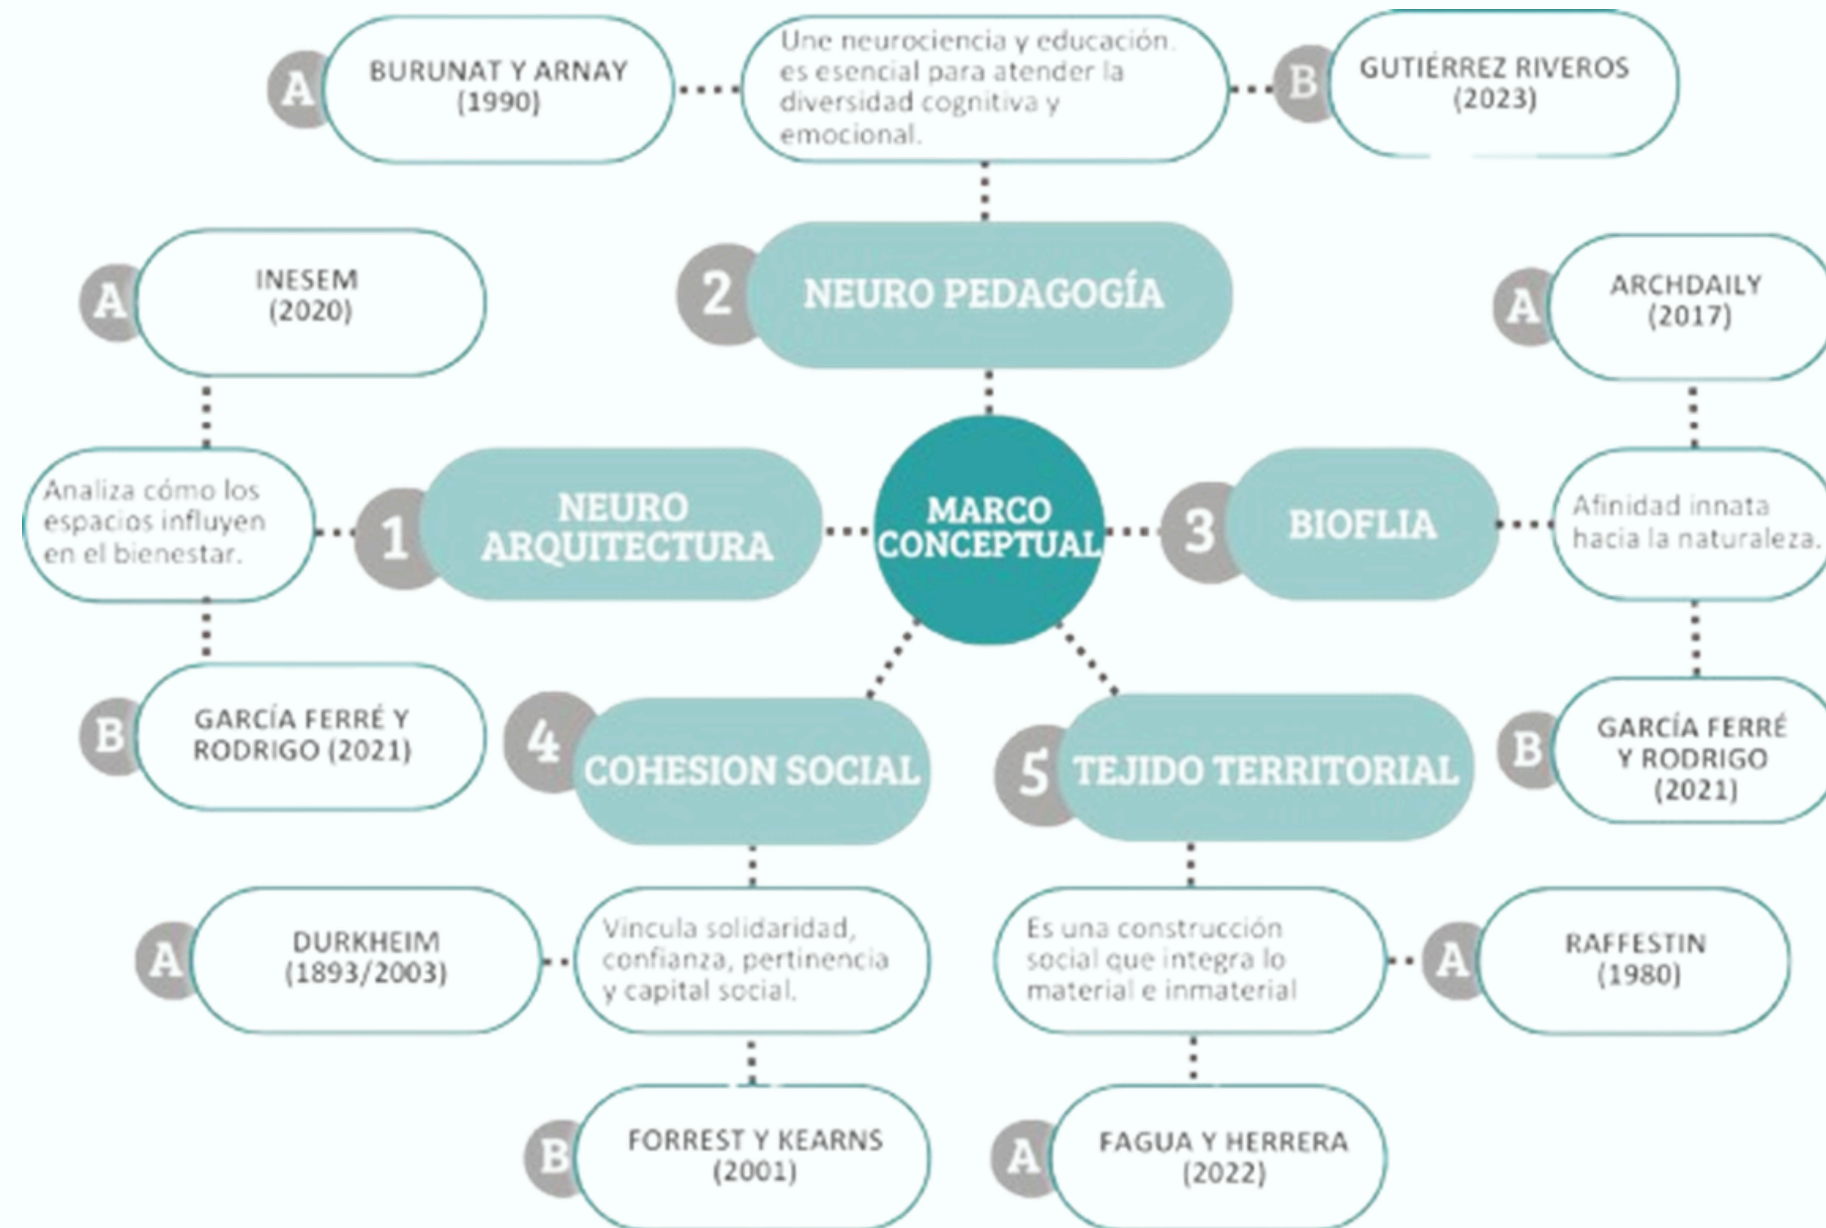 A
BURUNAT Y ARNAY
(1990)
Une neurociencia y educación.
es esencial para atender la
diversidad cognitiva y
emocional.
B
GUTIÉRREZ RIVEROS
(2023)
A
INESEM
(2020)
2
NEURO PEDAGOGÍA
A
ARCHDAILY
(2017)
Analiza cómo los
espacios influyen
en el bienestar.
1
NEURO
ARQUITECTURA
MARCO
CONCEPTUAL
3
BIOFLIA
Afinidad innata
hacia la naturaleza.
B
GARCÍA FERRÉ Y
RODRIGO (2021)
4
COHESION SOCIAL
5
TEJIDO TERRITORIAL
B
GARCÍA FERRÉ
Y RODRIGO
(2021)
A
DURKHEIM
(1893/2003)
Vincula solidaridad,
confianza, pertinencia
y capital social.
Es una construcción
social que integra lo
material e inmaterial
A
RAFFESTIN
(1980)
B
FORREST Y KEARNS
(2001)
A
FAGUA Y HERRERA
(2022)